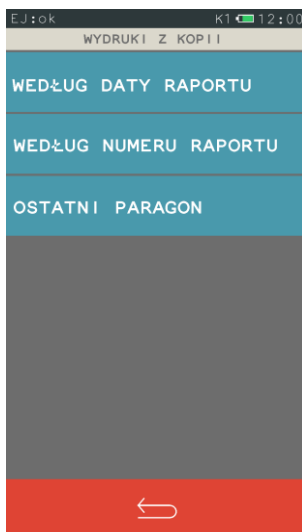 EJ:ok K1 12:00
WYDRUKI Z KOPII
WEDŁUG DATY RAPORTU
WEDŁUG NUMERU RAPORTU
OSTATNI PARAGON